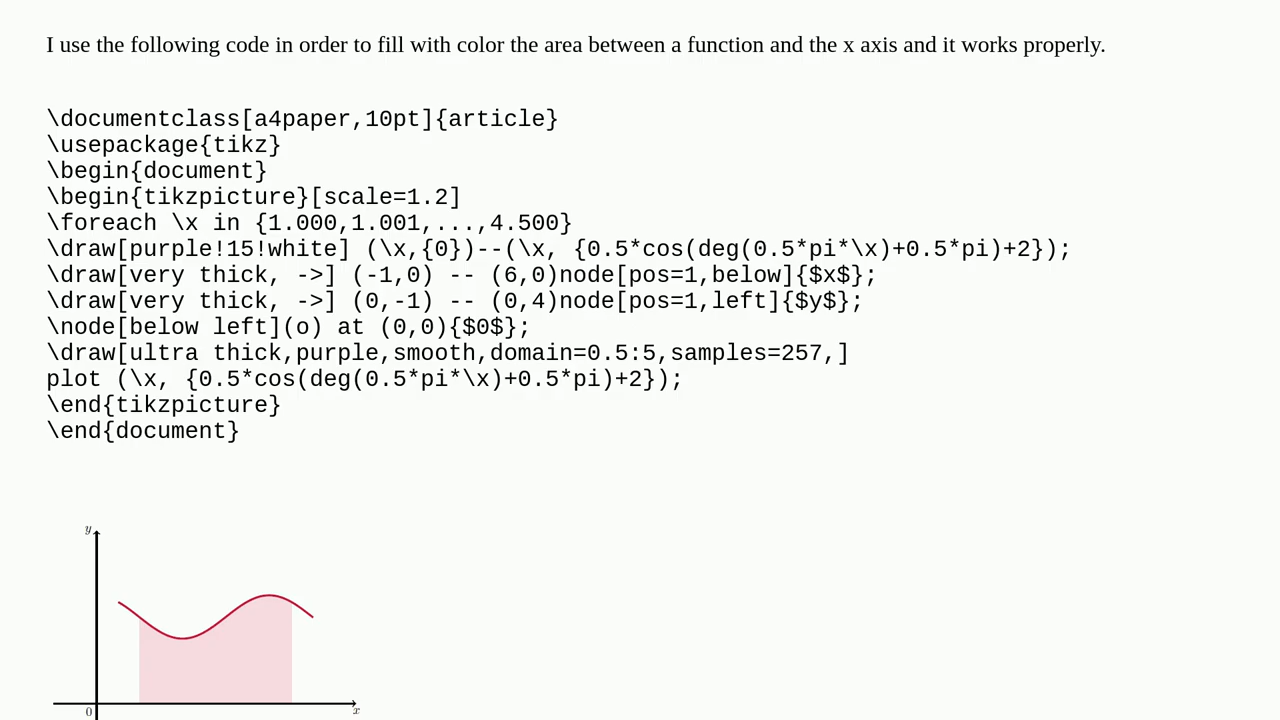 I use the following code in order to fill with color the area between a function and the x axis and it works properly.
\documentclass[a4paper,10pt]{article}
\usepackage{tikz}
\begin{document}
\begin{tikzpicture}[scale=1.2]
\foreach \x in {1.000,1.001,...,4.500}
\draw[purple!15!white] (\x,{0})--(\x, {0.5*cos(deg(0.5*pi*\x)+0.5*pi)+2});
\draw[very thick, ->] (-1,0) -- (6,0)node[pos=1,below]{$x$};
\draw[very thick, ->] (0,-1) -- (0,4)node[pos=1,left]{$y$};
\node[below left](o) at (0,0){$0$};
\draw[ultra thick,purple,smooth,domain=0.5:5,samples=257,]
plot (\x, {0.5*cos(deg(0.5*pi*\x)+0.5*pi)+2});
\end{tikzpicture}
\end{document}
y
0
x